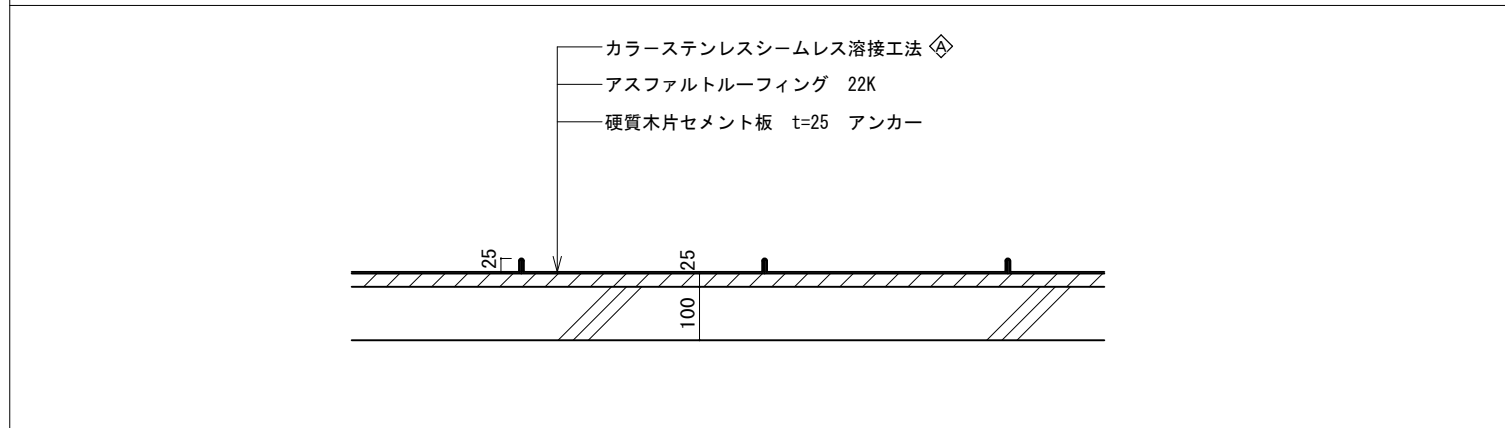 カラーステンレスシームレス溶接工法 A
アスファルトルーフィング　22K
硬質木片セメント板　t=25　アンカー
25
25
100